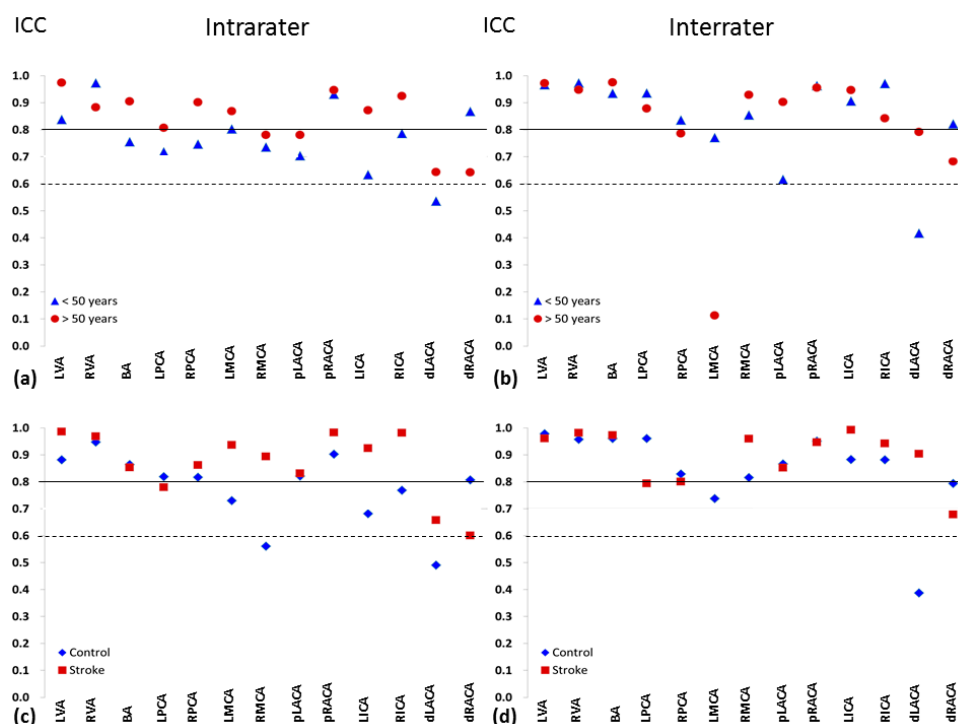 ICC Intrarater ICC Interrater
1.0 1.0
0.9 0.9
0.8 0.8
0.7 0.7
0.6 0.6
0.5 0.5
0.4 0.4
0.3 0.3
0.2 0.2
0.1 0.1
0.0 0.0
< 50 years
> 50 years
< 50 years
> 50 years
(a) LVA RVA BA LPCA RPCA LMCA RMCA pLACA pRACA LICA RICA dLACA dRACA
(b) LVA RVA BA LPCA RPCA LMCA RMCA pLACA pRACA LICA RICA dLACA dRACA
1.0 1.0
0.9 0.9
0.8 0.8
0.7 0.7
0.6 0.6
0.5 0.5
0.4 0.4
0.3 0.3
0.2 0.2
0.1 0.1
0.0 0.0
Control
Stroke
Control
Stroke
(c) LVA RVA BA LPCA RPCA LMCA RMCA pLACA pRACA LICA RICA dLACA dRACA
(d) LVA RVA BA LPCA RPCA LMCA RMCA pLACA pRACA LICA RICA dLACA dRACA